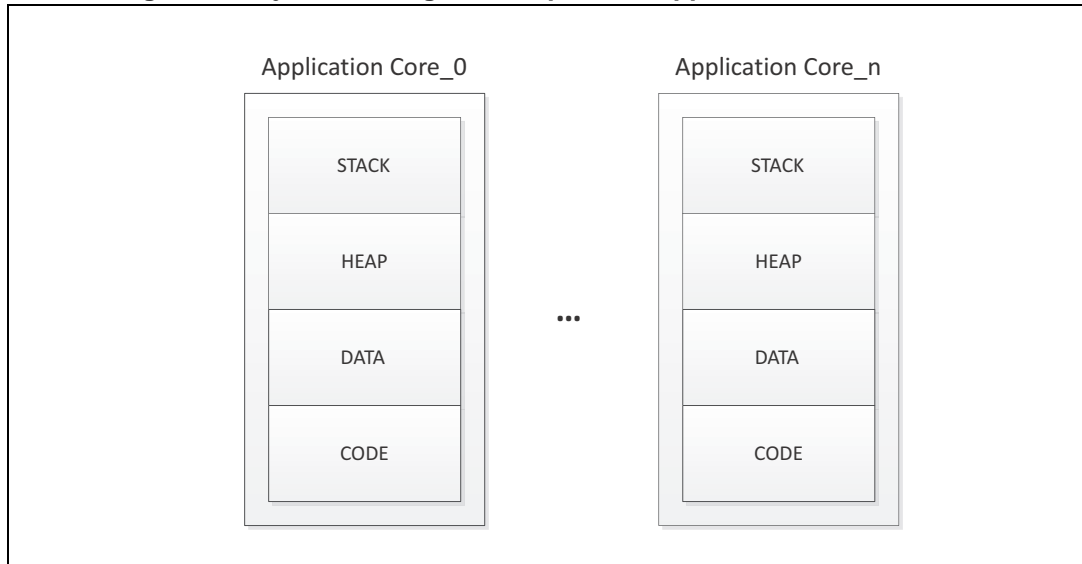 Application Core_0
Application Core_n
STACK
STACK
HEAP
HEAP
...
DATA
DATA
CODE
CODE